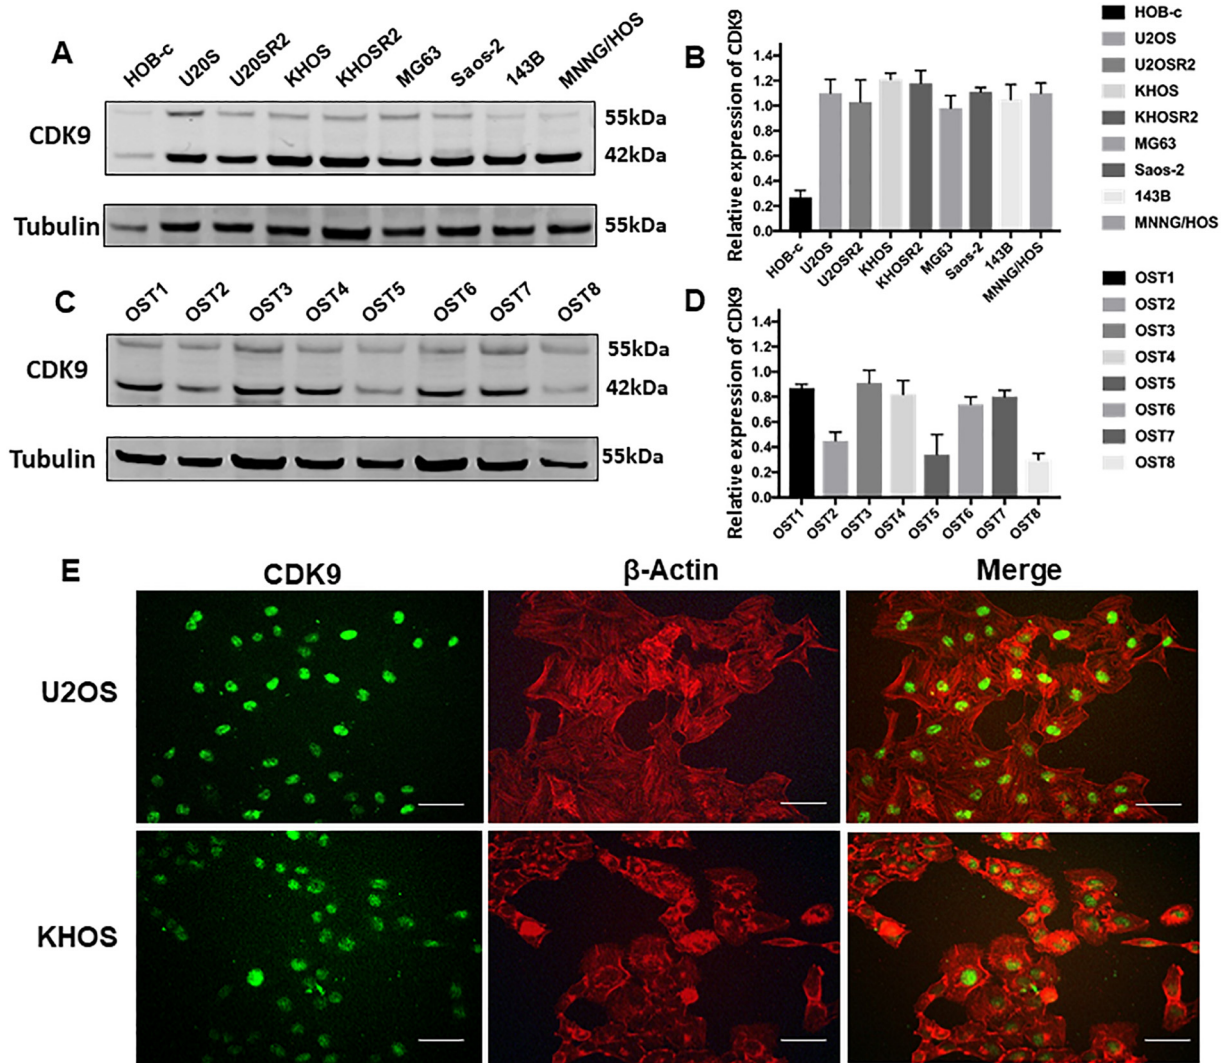 A
HOB-c
U20S
U20SR2
KHOS
KHOSR2
MG63
Saos-2
143B
MNNG/HOS
CDK9
55kDa
42kDa
Tubulin
55kDa
B
Relative expression of CDK9
1.4
1.2
1.0
0.8
0.6
0.4
0.2
0.0
HOB-c
U2OS
U2OSR2
KHOS
KHOSR2
MG63
Saos-2
143B
MNNG/HOS
HOB-c
U2OS
U2OSR2
KHOS
KHOSR2
MG63
Saos-2
143B
MNNG/HOS
C
OST1
OST2
OST3
OST4
OST5
OST6
OST7
OST8
CDK9
55kDa
42kDa
Tubulin
55kDa
D
Relative expression of CDK9
1.4
1.2
1.0
0.8
0.6
0.4
0.2
0.0
OST1
OST2
OST3
OST4
OST5
OST6
OST7
OST8
OST1
OST2
OST3
OST4
OST5
OST6
OST7
OST8
E
CDK9
β-Actin
Merge
U2OS
KHOS